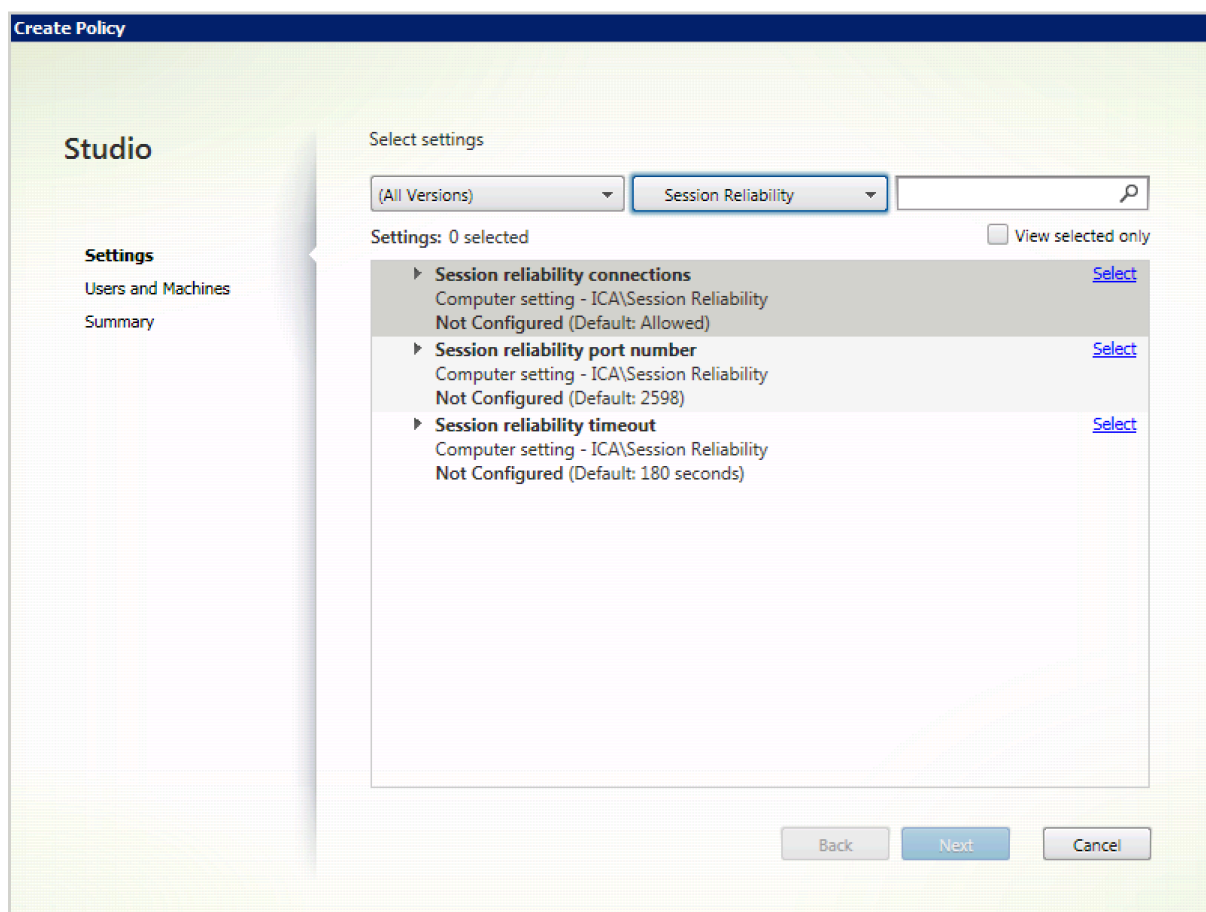 Create Policy
Studio
Settings
Users and Machines
Summary
Select settings
(All Versions)
Session Reliability
Settings: 0 selected
View selected only
Session reliability connections
Select
Computer setting - ICA\Session Reliability
Not Configured (Default: Allowed)
Session reliability port number
Select
Computer setting - ICA\Session Reliability
Not Configured (Default: 2598)
Session reliability timeout
Select
Computer setting - ICA\Session Reliability
Not Configured (Default: 180 seconds)
Back
Next
Cancel